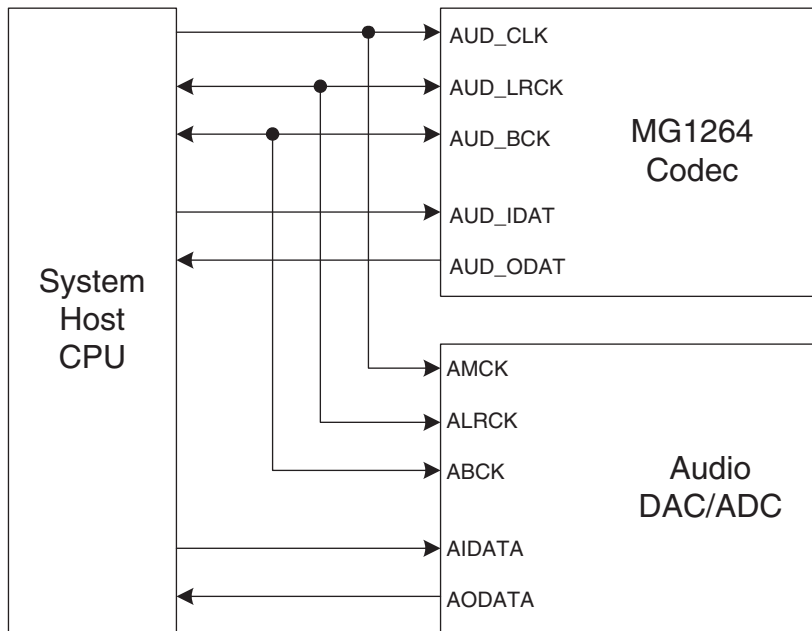 System
Host
CPU
AUD_CLK
AUD_LRCK
AUD_BCK
AUD_IDAT
AUD_ODAT
MG1264
Codec
AMCK
ALRCK
ABCK
AIDATA
AODATA
Audio
DAC/ADC